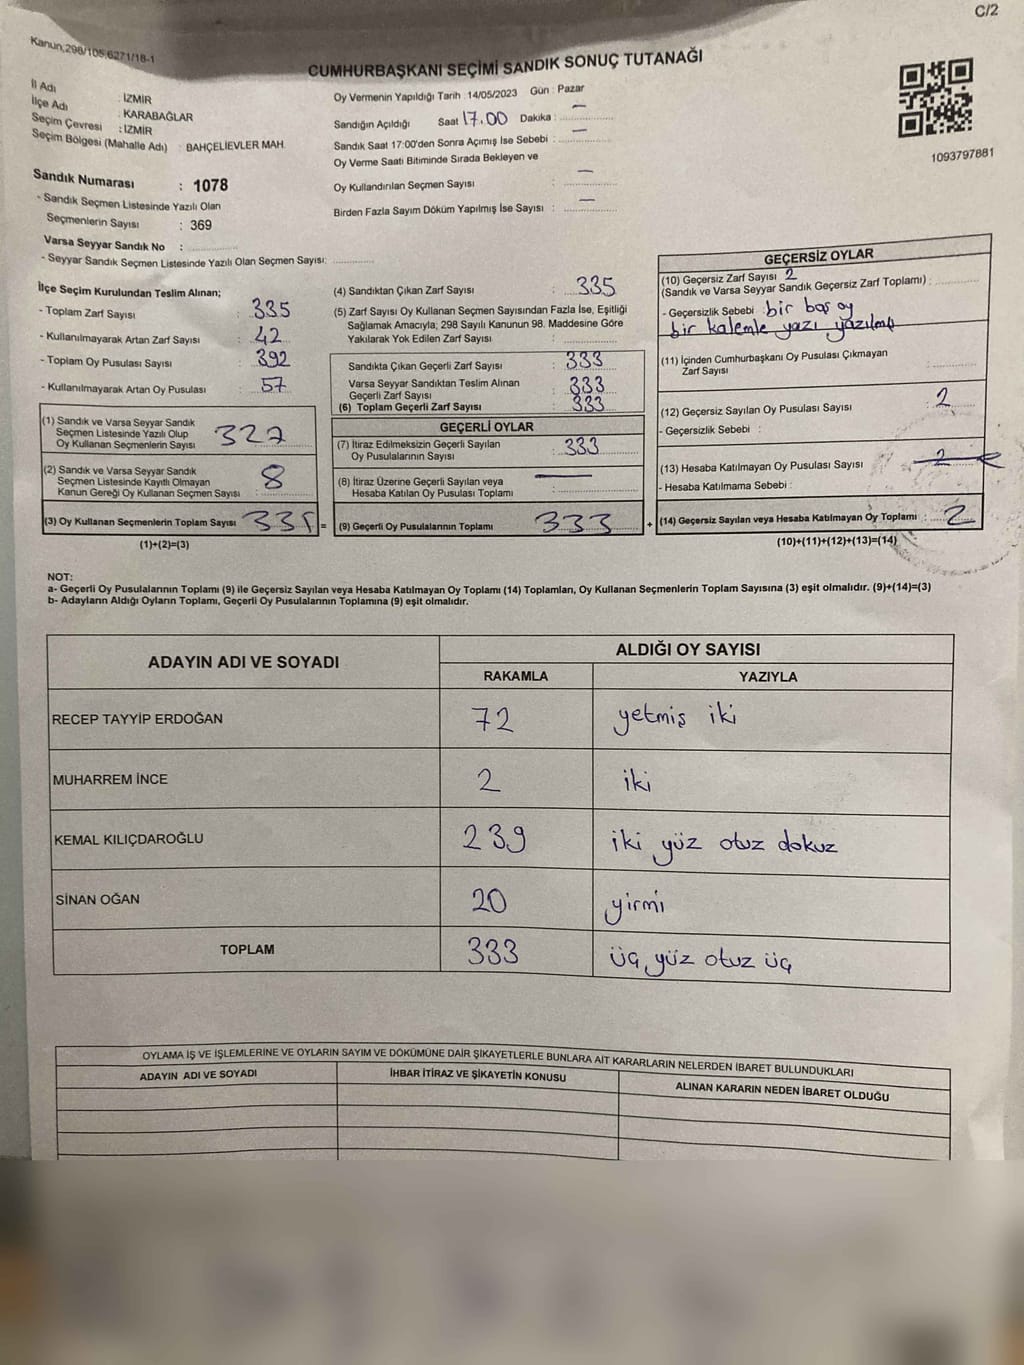 C/2
Kanun;298/105,6271/18-1
CUMHURBAŞKANI SEÇİMİ SANDIK SONUÇ TUTANAĞI
İl Adı : İZMİR
İlçe Adı : KARABAĞLAR
Seçim Çevresi : İZMİR
Seçim Bölgesi (Mahalle Adı) : BAHÇELİEVLER MAH.
Oy Vermenin Yapıldığı Tarih : 14/05/2023 Gün : Pazar
Sandığın Açıldığı Saat 17.00 Dakika : —
Sandık Saat 17:00'den Sonra Açımış İse Sebebi : —
Oy Verme Saati Bitiminde Sırada Bekleyen ve
Oy Kullandırılan Seçmen Sayısı : —
Birden Fazla Sayım Döküm Yapılmış İse Sayısı : —
1093797881
Sandık Numarası : 1078
- Sandık Seçmen Listesinde Yazılı Olan
Seçmenlerin Sayısı : 369
Varsa Seyyar Sandık No :
- Seyyar Sandık Seçmen Listesinde Yazılı Olan Seçmen Sayısı:
İlçe Seçim Kurulundan Teslim Alınan;
- Toplam Zarf Sayısı : 335
- Kullanılmayarak Artan Zarf Sayısı : 42
- Toplam Oy Pusulası Sayısı : 392
- Kullanılmayarak Artan Oy Pusulası : 57
(1) Sandık ve Varsa Seyyar Sandık
Seçmen Listesinde Yazılı Olup
Oy Kullanan Seçmenlerin Sayısı 327
(2) Sandık ve Varsa Seyyar Sandık
Seçmen Listesinde Kayıtlı Olmayan
Kanun Gereği Oy Kullanan Seçmen Sayısı : 8
(3) Oy Kullanan Seçmenlerin Toplam Sayısı 335 =
(1)+(2)=(3)
(4) Sandıktan Çıkan Zarf Sayısı : 335
(5) Zarf Sayısı Oy Kullanan Seçmen Sayısından Fazla İse, Eşitliği
Sağlamak Amacıyla; 298 Sayılı Kanunun 98. Maddesine Göre
Yakılarak Yok Edilen Zarf Sayısı :
Sandıkta Çıkan Geçerli Zarf Sayısı : 333
Varsa Seyyar Sandıktan Teslim Alınan
Geçerli Zarf Sayısı : 333
(6) Toplam Geçerli Zarf Sayısı : 333
GEÇERLİ OYLAR
(7) İtiraz Edilmeksizin Geçerli Sayılan
Oy Pusulalarının Sayısı : 333
(8) İtiraz Üzerine Geçerli Sayılan veya
Hesaba Katılan Oy Pusulası Toplamı : —
(9) Geçerli Oy Pusulalarının Toplamı 333 +
GEÇERSİZ OYLAR
(10) Geçersiz Zarf Sayısı 2
(Sandık ve Varsa Seyyar Sandık Geçersiz Zarf Toplamı) :
- Geçersizlik Sebebi : bir boş oy
bir kalemle yazı yazılmış
(11) İçinden Cumhurbaşkanı Oy Pusulası Çıkmayan
Zarf Sayısı :
(12) Geçersiz Sayılan Oy Pusulası Sayısı : 2
- Geçersizlik Sebebi :
(13) Hesaba Katılmayan Oy Pusulası Sayısı : 2
- Hesaba Katılmama Sebebi :
(14) Geçersiz Sayılan veya Hesaba Katılmayan Oy Toplamı : 2
(10)+(11)+(12)+(13)=(14)
NOT:
a- Geçerli Oy Pusulalarının Toplamı (9) ile Geçersiz Sayılan veya Hesaba Katılmayan Oy Toplamı (14) Toplamları, Oy Kullanan Seçmenlerin Toplam Sayısına (3) eşit olmalıdır. (9)+(14)=(3)
b- Adayların Aldığı Oyların Toplamı, Geçerli Oy Pusulalarının Toplamına (9) eşit olmalıdır.
ADAYIN ADI VE SOYADI
ALDIĞI OY SAYISI
RAKAMLA YAZIYLA
RECEP TAYYİP ERDOĞAN 72 yetmiş iki
MUHARREM İNCE 2 iki
KEMAL KILIÇDAROĞLU 239 iki yüz otuz dokuz
SİNAN OĞAN 20 yirmi
TOPLAM 333 üç yüz otuz üç
OYLAMA İŞ VE İŞLEMLERİNE VE OYLARIN SAYIM VE DÖKÜMÜNE DAİR ŞİKAYETLERLE BUNLARA AİT KARARLARIN NELERDEN İBARET BULUNDUKLARI
ADAYIN ADI VE SOYADI İHBAR İTİRAZ VE ŞİKAYETİN KONUSU ALINAN KARARIN NEDEN İBARET OLDUĞU